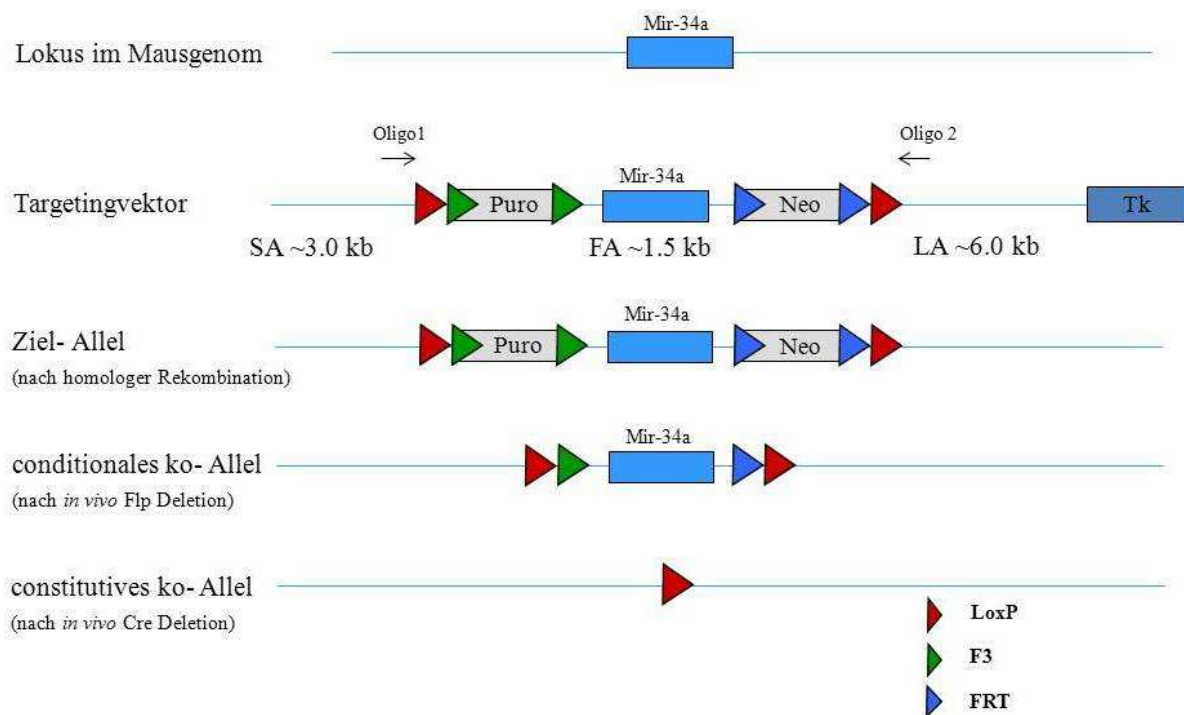 Mir-34a
Lokus im Mausgenom
Oligo1
Oligo 2
Mir-34a
Targetingvektor
Puro
Neo
Tk
SA ~3.0 kb
FA ~1.5 kb
LA ~6.0 kb
Mir-34a
Ziel- Allel
Puro
Neo
(nach homologer Rekombination)
Mir-34a
conditionales ko- Allel
(nach in vivo Flp Deletion)
constitutives ko- Allel
(nach in vivo Cre Deletion)
LoxP
F3
FRT